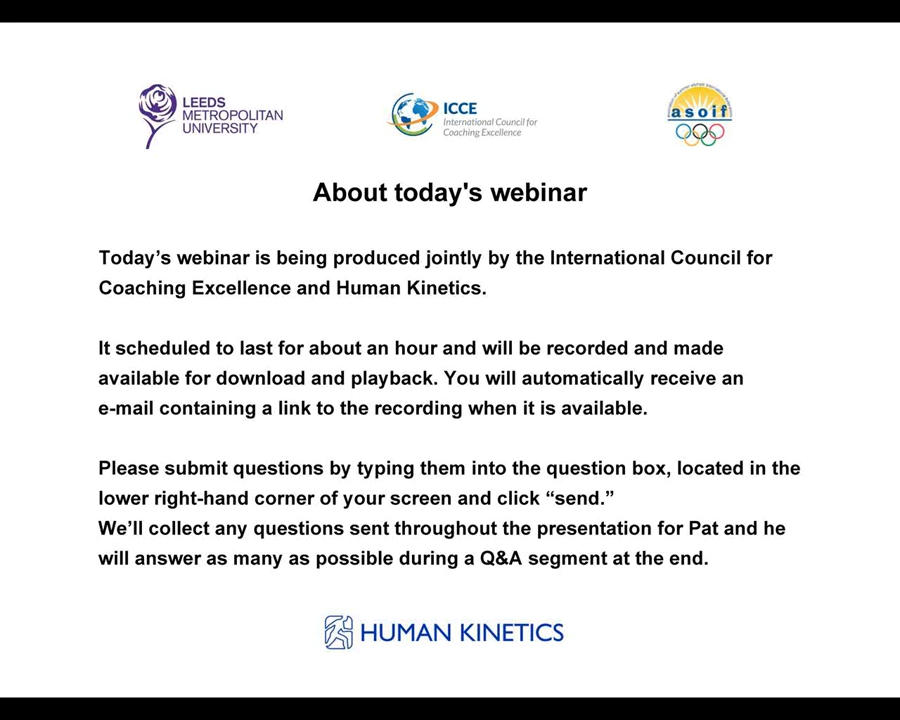 LEEDS
METROPOLITAN
UNIVERSITY
ICCE
International Council for
Coaching Excellence
asoif
About today's webinar
Today’s webinar is being produced jointly by the International Council for
Coaching Excellence and Human Kinetics.
It scheduled to last for about an hour and will be recorded and made
available for download and playback. You will automatically receive an
e-mail containing a link to the recording when it is available.
Please submit questions by typing them into the question box, located in the
lower right-hand corner of your screen and click “send.”
We’ll collect any questions sent throughout the presentation for Pat and he
will answer as many as possible during a Q&A segment at the end.
HUMAN KINETICS